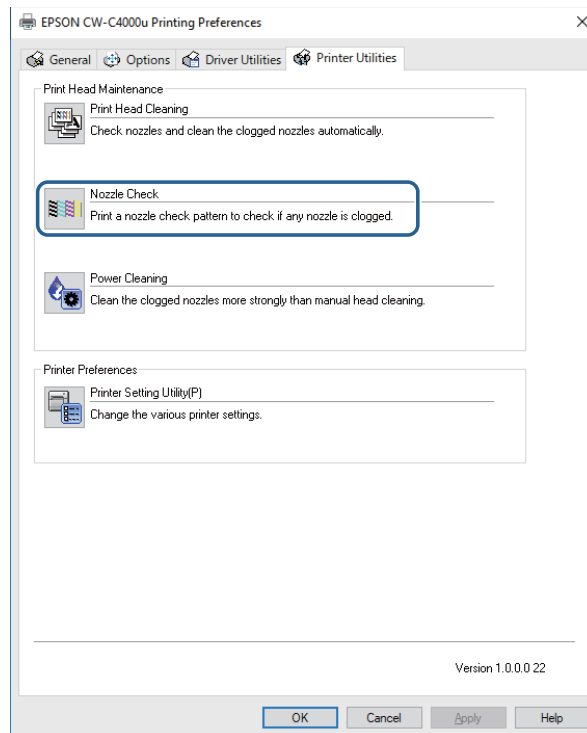 EPSON CW-C4000u Printing Preferences
General Options Driver Utilities Printer Utilities
Print Head Maintenance
Print Head Cleaning
Check nozzles and clean the clogged nozzles automatically.
Nozzle Check
Print a nozzle check pattern to check if any nozzle is clogged.
Power Cleaning
Clean the clogged nozzles more strongly than manual head cleaning.
Printer Preferences
Printer Setting Utility(P)
Change the various printer settings.
Version 1.0.0.0 22
OK Cancel Apply Help